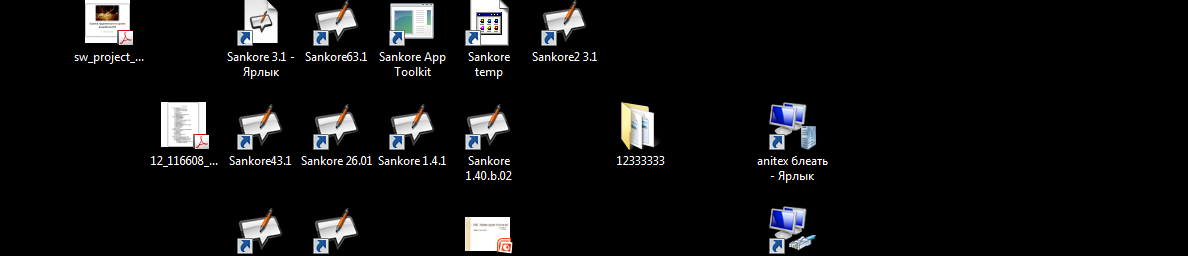 sw_project_...
Sankore 3.1 -
Ярлык
Sankore63.1
Sankore App
Toolkit
Sankore
temp
Sankore2 3.1
12_116608_...
Sankore43.1
Sankore 26.01
Sankore 1.4.1
Sankore
1.40.b.02
12333333
anitex блеать
- Ярлык